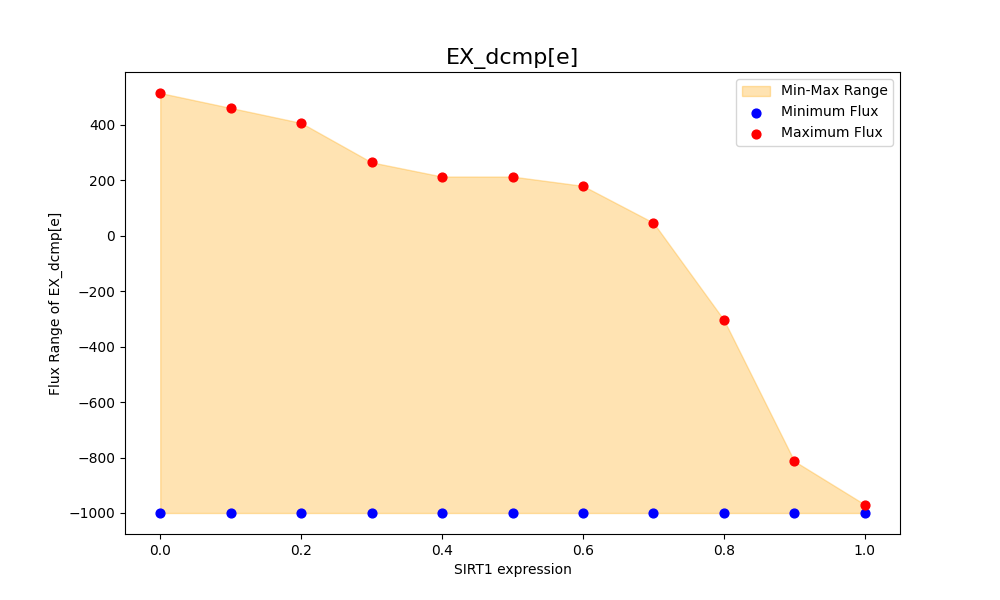 EX_dcmp[e]
Min-Max Range
Minimum Flux
Maximum Flux
Flux Range of EX_dcmp[e]
400
200
0
−200
−400
−600
−800
−1000
0.0 0.2 0.4 0.6 0.8 1.0
SIRT1 expression